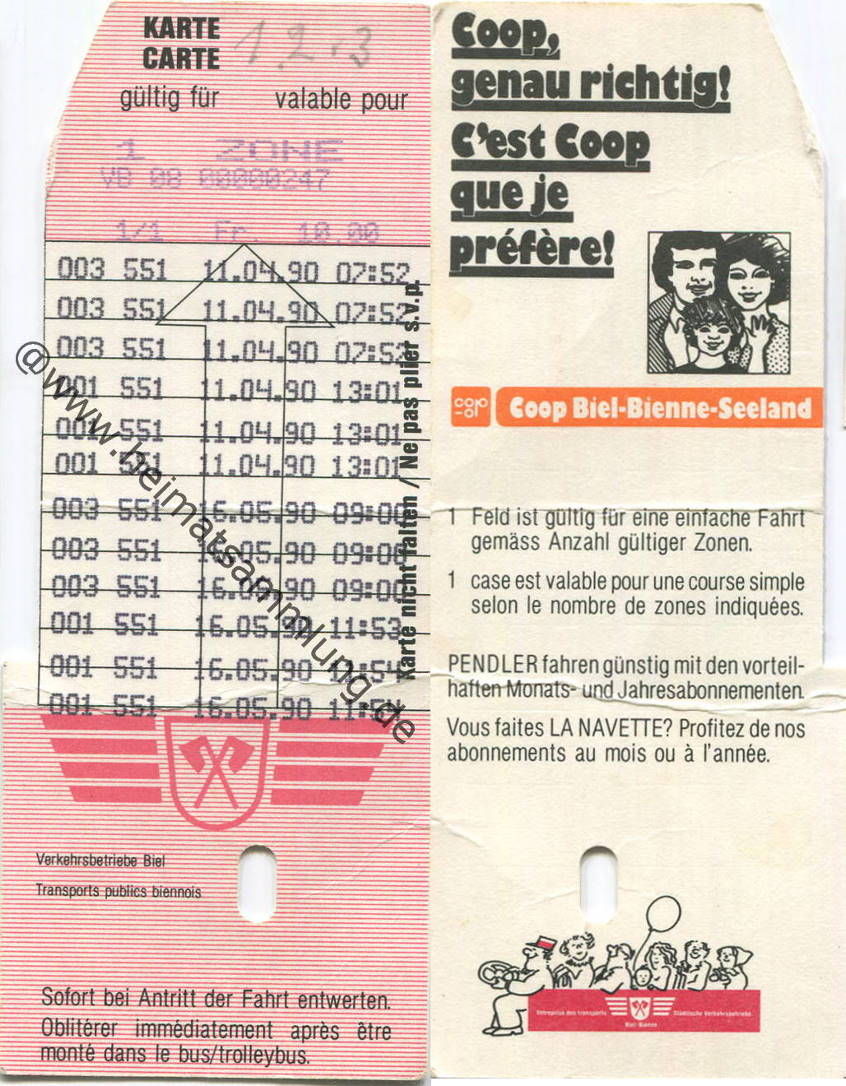 KARTE
CARTE
1.2.3
gültig für valable pour
1 ZONE
VB 08 00000247
1/1 Fr. 10.00
003 551 11.04.90 07:52
003 551 11.04.90 07:52
003 551 11.04.90 07:52
001 551 11.04.90 13:01
001 551 11.04.90 13:01
001 551 11.04.90 13:01
003 551 16.05.90 09:00
003 551 16.05.90 09:00
003 551 16.05.90 09:00
001 551 16.05.90 11:53
001 551 16.05.90 11:54
001 551 16.05.90
Karte nicht falten / Ne pas plier s.v.p.
@www.heimatsammlung.de
Verkehrsbetriebe Biel
Transports publics biennois
Sofort bei Antritt der Fahrt entwerten.
Oblitérer immédiatement après être
monté dans le bus/trolleybus.
Coop,
genau richtig!
C'est Coop
que je
préfère!
coop Coop Biel-Bienne-Seeland
1 Feld ist gültig für eine einfache Fahrt
gemäss Anzahl gültiger Zonen.
1 case est valable pour une course simple
selon le nombre de zones indiquées.
PENDLER fahren günstig mit den vorteil-
haften Monats- und Jahresabonnementen.
Vous faites LA NAVETTE? Profitez de nos
abonnements au mois ou à l'année.
Entreprise des transports Städtische Verkehrsbetriebe
Biel-Bienne